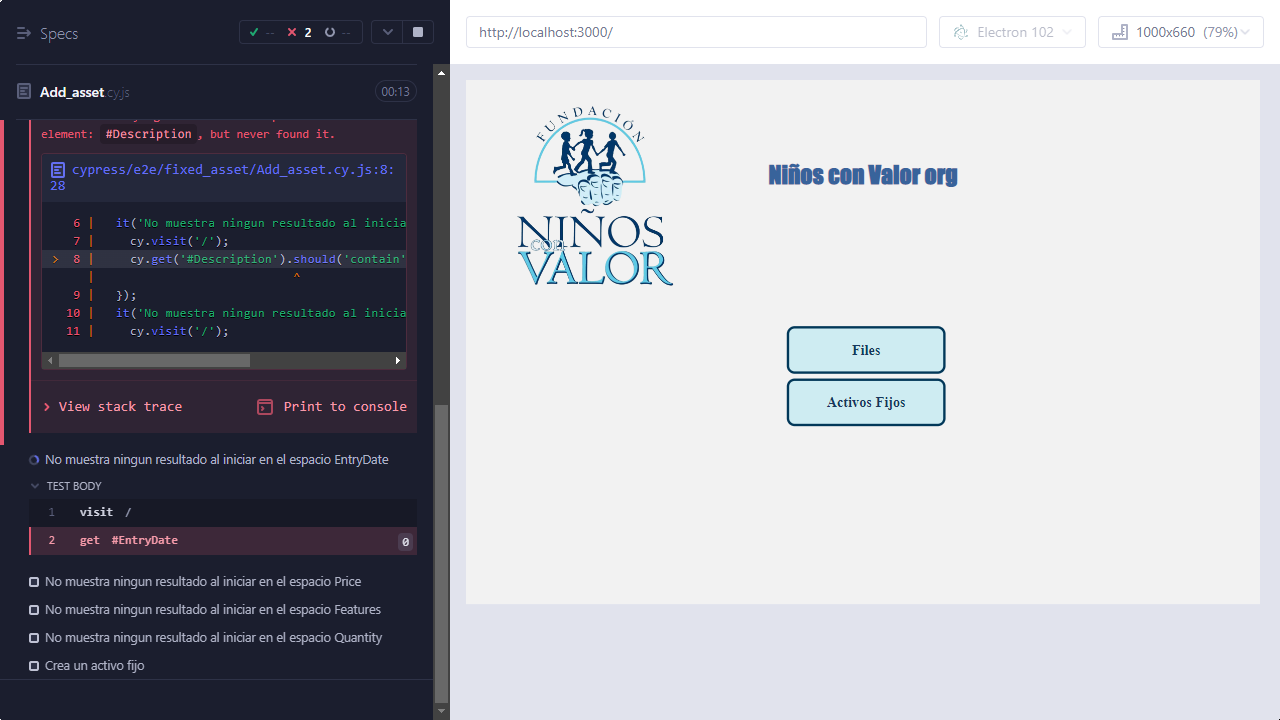 Specs
-- 2 --
Add_asset.cy.js
00:13
element: #Description , but never found it.
cypress/e2e/fixed_asset/Add_asset.cy.js:8:
28
6 | it('No muestra ningun resultado al inicia
7 | cy.visit('/');
> 8 | cy.get('#Description').should('contain'
| ^
9 | });
10 | it('No muestra ningun resultado al inicia
11 | cy.visit('/');
View stack trace
Print to console
No muestra ningun resultado al iniciar en el espacio EntryDate
TEST BODY
1 visit /
2 get #EntryDate 0
No muestra ningun resultado al iniciar en el espacio Price
No muestra ningun resultado al iniciar en el espacio Features
No muestra ningun resultado al iniciar en el espacio Quantity
Crea un activo fijo
http://localhost:3000/
Electron 102
1000x660 (79%)
FUNDACIÓN
NIÑOS
con
VALOR
Niños con Valor org
Files
Activos Fijos